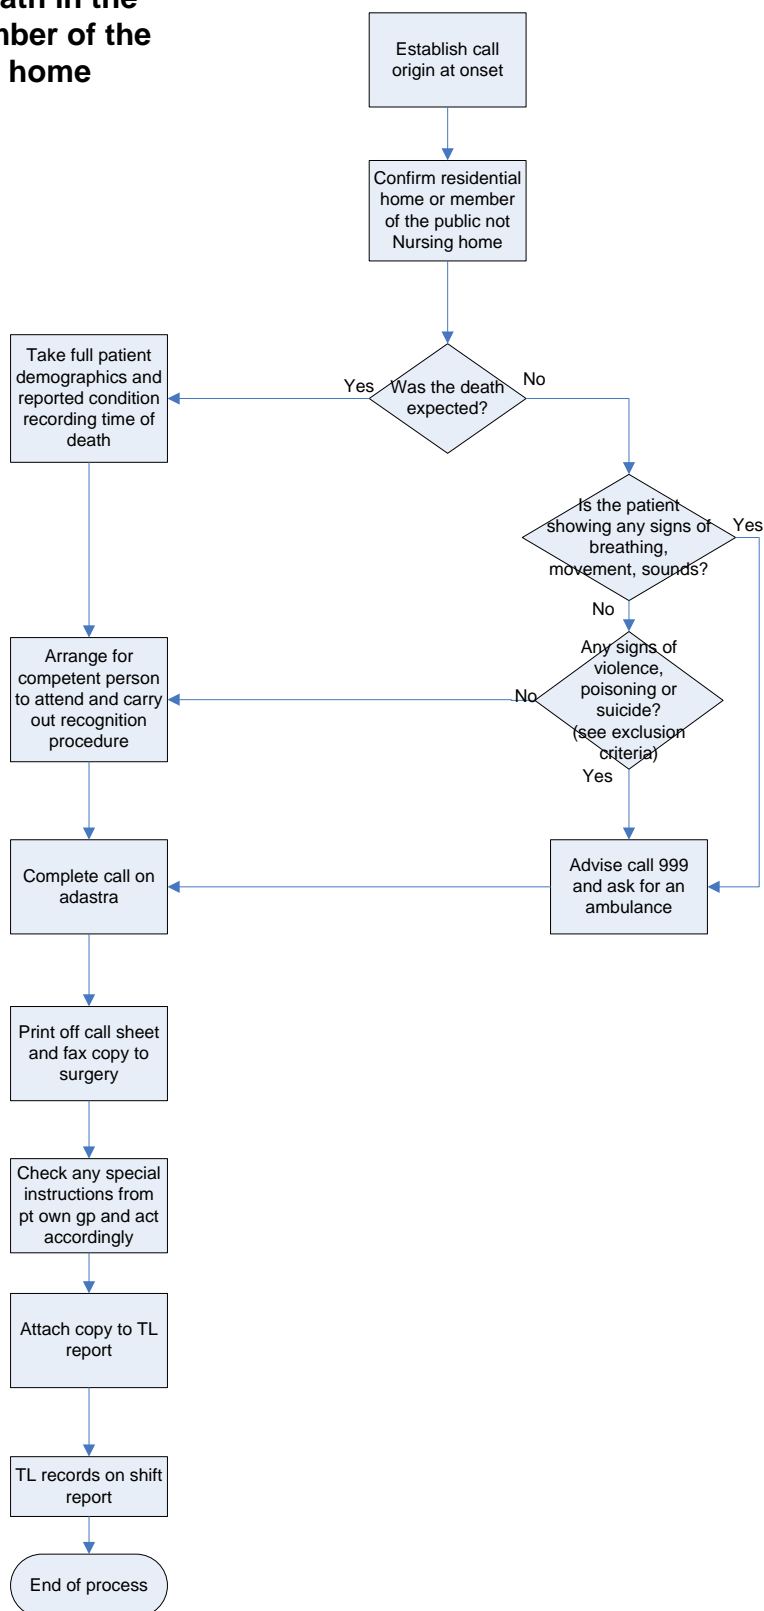 ath in the
nber of the
home
Establish call
origin at onset
Confirm residential
home or member
of the public not
Nursing home
Was the death
expected?
Yes
No
Take full patient
demographics and
reported condition
recording time of
death
Is the patient
showing any signs of
breathing,
movement, sounds?
Yes
No
Any signs of
violence,
poisoning or
suicide?
(see exclusion
criteria)
No
Yes
Arrange for
competent person
to attend and carry
out recognition
procedure
Advise call 999
and ask for an
ambulance
Complete call on
adastra
Print off call sheet
and fax copy to
surgery
Check any special
instructions from
pt own gp and act
accordingly
Attach copy to TL
report
TL records on shift
report
End of process